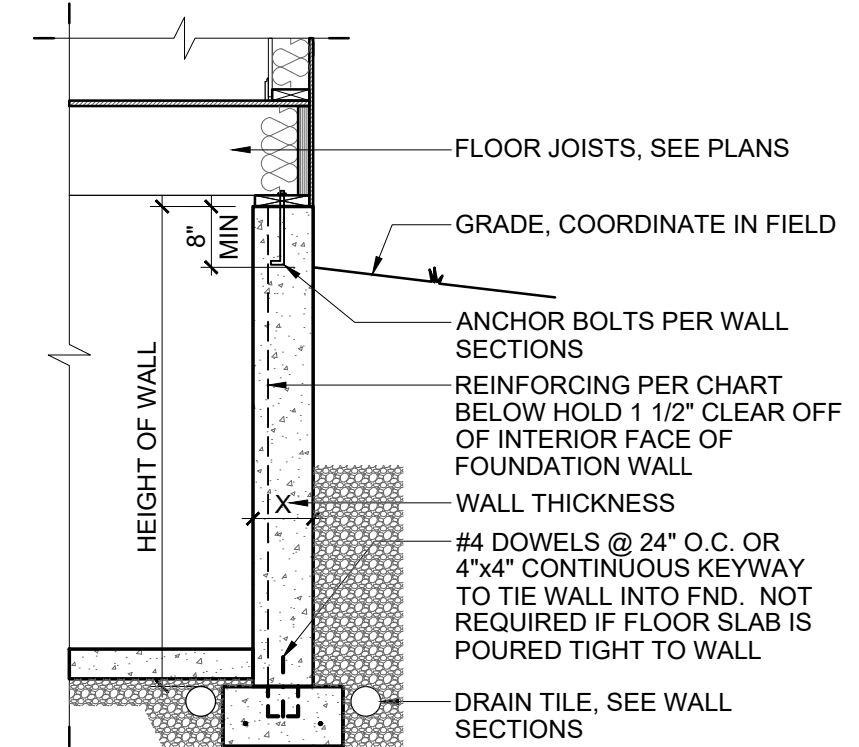 FLOOR JOISTS, SEE PLANS
GRADE, COORDINATE IN FIELD
8"
MIN
ANCHOR BOLTS PER WALL
SECTIONS
HEIGHT OF WALL
REINFORCING PER CHART
BELOW HOLD 1 1/2" CLEAR OFF
OF INTERIOR FACE OF
FOUNDATION WALL
X
WALL THICKNESS
#4 DOWELS @ 24" O.C. OR
4"x4" CONTINUOUS KEYWAY
TO TIE WALL INTO FND. NOT
REQUIRED IF FLOOR SLAB IS
POURED TIGHT TO WALL
DRAIN TILE, SEE WALL
SECTIONS